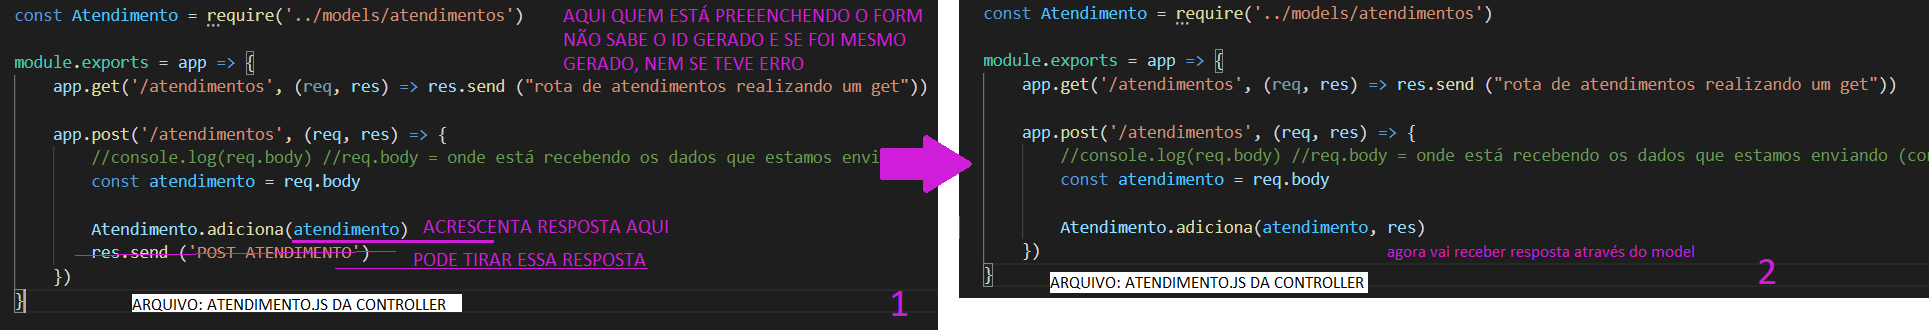 const Atendimento = require('../models/atendimentos')
AQUI QUEM ESTÁ PREEENCHENDO O FORM
NÃO SABE O ID GERADO E SE FOI MESMO
GERADO, NEM SE TEVE ERRO
module.exports = app => {
app.get('/atendimentos', (req, res) => res.send ("rota de atendimentos realizando um get"))
app.post('/atendimentos', (req, res) => {
//console.log(req.body) //req.body = onde está recebendo os dados que estamos envi
const atendimento = req.body
Atendimento.adiciona(atendimento)
ACRESCENTA RESPOSTA AQUI
res.send ('POST ATENDIMENTO')
PODE TIRAR ESSA RESPOSTA
})
}
ARQUIVO: ATENDIMENTO.JS DA CONTROLLER
1
const Atendimento = require('../models/atendimentos')
module.exports = app => {
app.get('/atendimentos', (req, res) => res.send ("rota de atendimentos realizando um get"))
app.post('/atendimentos', (req, res) => {
//console.log(req.body) //req.body = onde está recebendo os dados que estamos enviando (con
const atendimento = req.body
Atendimento.adiciona(atendimento, res)
})
agora vai receber resposta através do model
}
ARQUIVO: ATENDIMENTO.JS DA CONTROLLER
2